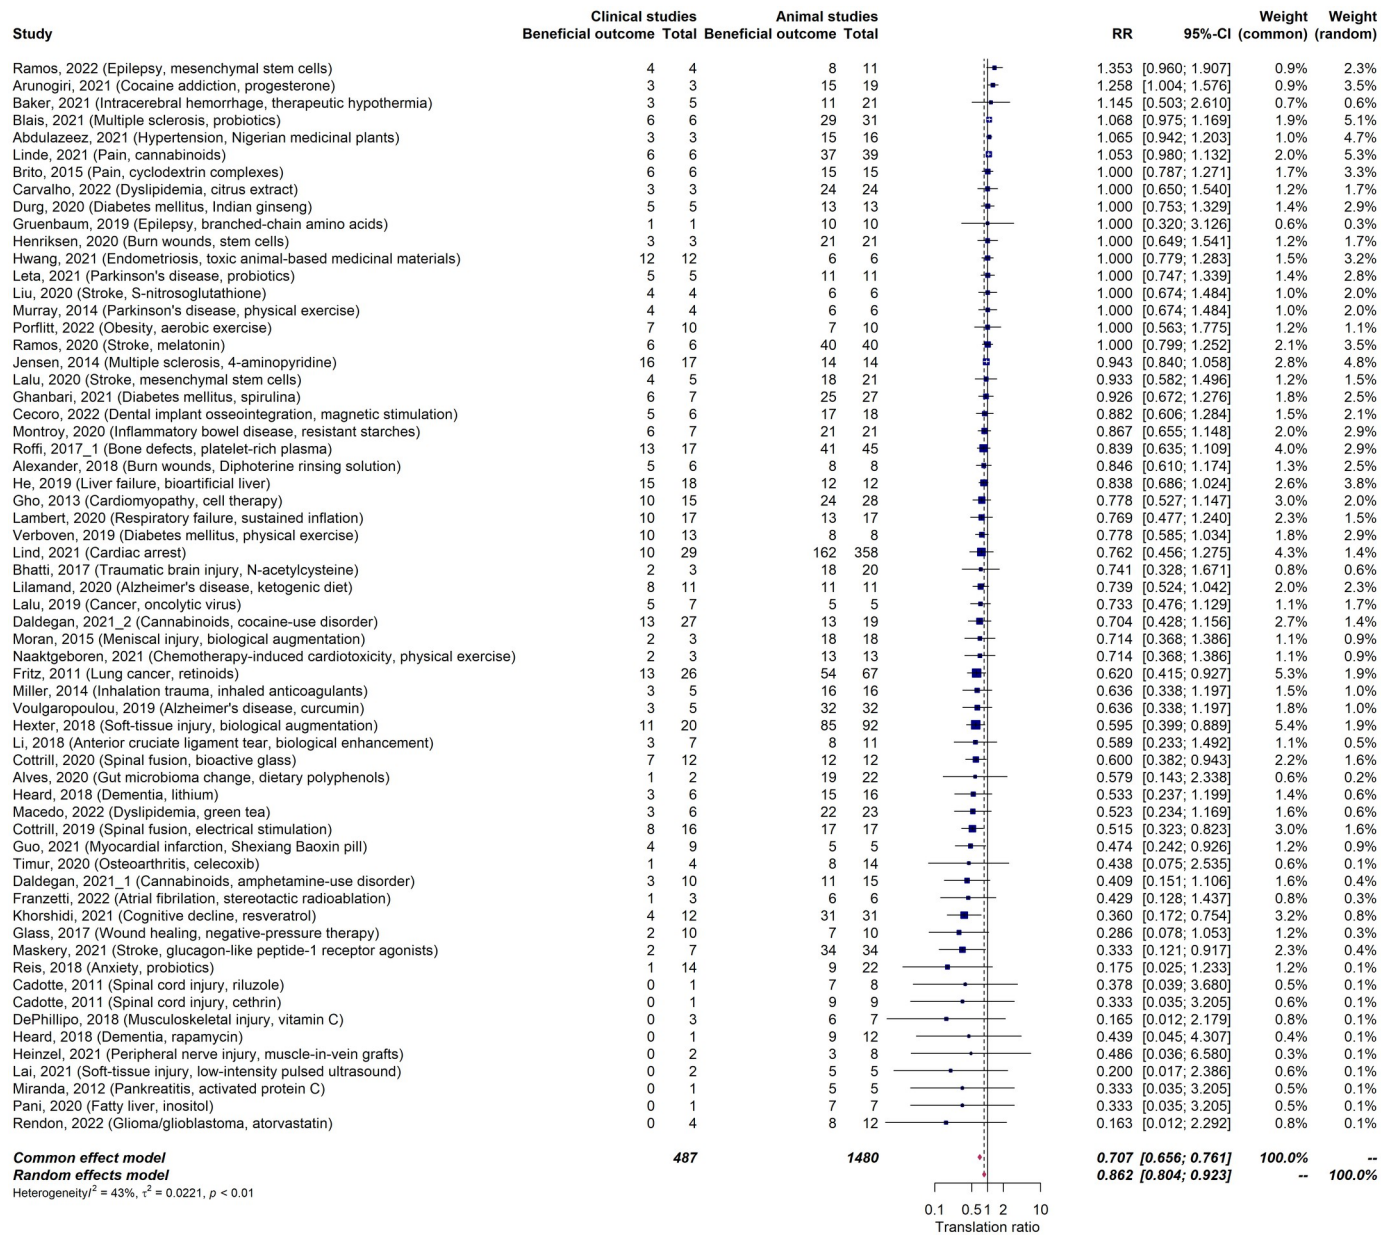 Clinical studies Animal studies Weight Weight
Study Beneficial outcome Total Beneficial outcome Total RR 95%-CI (common) (random)
Ramos, 2022 (Epilepsy, mesenchymal stem cells) 4 4 8 11 1.353 [0.960; 1.907] 0.9% 2.3%
Arunogiri, 2021 (Cocaine addiction, progesterone) 3 3 15 19 1.258 [1.004; 1.576] 0.9% 3.5%
Baker, 2021 (Intracerebral hemorrhage, therapeutic hypothermia) 3 5 11 21 1.145 [0.503; 2.610] 0.7% 0.6%
Blais, 2021 (Multiple sclerosis, probiotics) 6 6 29 31 1.068 [0.975; 1.169] 1.9% 5.1%
Abdulazeez, 2021 (Hypertension, Nigerian medicinal plants) 3 3 15 16 1.065 [0.942; 1.203] 1.0% 4.7%
Linde, 2021 (Pain, cannabinoids) 6 6 37 39 1.053 [0.980; 1.132] 2.0% 5.3%
Brito, 2015 (Pain, cyclodextrin complexes) 6 6 15 15 1.000 [0.787; 1.271] 1.7% 3.3%
Carvalho, 2022 (Dyslipidemia, citrus extract) 3 3 24 24 1.000 [0.650; 1.540] 1.2% 1.7%
Durg, 2020 (Diabetes mellitus, Indian ginseng) 5 5 13 13 1.000 [0.753; 1.329] 1.4% 2.9%
Gruenbaum, 2019 (Epilepsy, branched-chain amino acids) 1 1 10 10 1.000 [0.320; 3.126] 0.6% 0.3%
Henriksen, 2020 (Burn wounds, stem cells) 3 3 21 21 1.000 [0.649; 1.541] 1.2% 1.7%
Hwang, 2021 (Endometriosis, toxic animal-based medicinal materials) 12 12 6 6 1.000 [0.779; 1.283] 1.5% 3.2%
Leta, 2021 (Parkinson's disease, probiotics) 5 5 11 11 1.000 [0.747; 1.339] 1.4% 2.8%
Liu, 2020 (Stroke, S-nitrosoglutathione) 4 4 6 6 1.000 [0.674; 1.484] 1.0% 2.0%
Murray, 2014 (Parkinson's disease, physical exercise) 4 4 6 6 1.000 [0.674; 1.484] 1.0% 2.0%
Porflitt, 2022 (Obesity, aerobic exercise) 7 10 7 10 1.000 [0.563; 1.775] 1.2% 1.1%
Ramos, 2020 (Stroke, melatonin) 6 6 40 40 1.000 [0.799; 1.252] 2.1% 3.5%
Jensen, 2014 (Multiple sclerosis, 4-aminopyridine) 16 17 14 14 0.943 [0.840; 1.058] 2.8% 4.8%
Lalu, 2020 (Stroke, mesenchymal stem cells) 4 5 18 21 0.933 [0.582; 1.496] 1.2% 1.5%
Ghanbari, 2021 (Diabetes mellitus, spirulina) 6 7 25 27 0.926 [0.672; 1.276] 1.8% 2.5%
Cecoro, 2022 (Dental implant osseointegration, magnetic stimulation) 5 6 17 18 0.882 [0.606; 1.284] 1.5% 2.1%
Montroy, 2020 (Inflammatory bowel disease, resistant starches) 6 7 21 21 0.867 [0.655; 1.148] 2.0% 2.9%
Roffi, 2017_1 (Bone defects, platelet-rich plasma) 13 17 41 45 0.839 [0.635; 1.109] 4.0% 2.9%
Alexander, 2018 (Burn wounds, Diphoterine rinsing solution) 5 6 8 8 0.846 [0.610; 1.174] 1.3% 2.5%
He, 2019 (Liver failure, bioartificial liver) 15 18 12 12 0.838 [0.686; 1.024] 2.6% 3.8%
Gho, 2013 (Cardiomyopathy, cell therapy) 10 15 24 28 0.778 [0.527; 1.147] 3.0% 2.0%
Lambert, 2020 (Respiratory failure, sustained inflation) 10 17 13 17 0.769 [0.477; 1.240] 2.3% 1.5%
Verboven, 2019 (Diabetes mellitus, physical exercise) 10 13 8 8 0.778 [0.585; 1.034] 1.8% 2.8%
Lind, 2021 (Cardiac arrest) 10 29 162 358 0.762 [0.456; 1.275] 4.3% 1.4%
Bhatti, 2017 (Traumatic brain injury, N-acetylcysteine) 2 3 18 20 0.741 [0.328; 1.671] 0.8% 0.6%
Lilamand, 2020 (Alzheimer's disease, ketogenic diet) 8 11 11 11 0.739 [0.524; 1.042] 2.0% 2.3%
Lalu, 2019 (Cancer, oncolytic virus) 5 7 5 5 0.733 [0.476; 1.129] 1.1% 1.7%
Daldegan, 2021_2 (Cannabinoids, cocaine-use disorder) 13 27 13 19 0.704 [0.428; 1.156] 2.7% 1.4%
Moran, 2015 (Meniscal injury, biological augmentation) 2 3 18 18 0.714 [0.368; 1.386] 1.1% 0.9%
Naaktgeboren, 2021 (Chemotherapy-induced cardiotoxicity, physical exercise) 2 3 13 13 0.714 [0.368; 1.386] 1.1% 0.9%
Fritz, 2011 (Lung cancer, retinoids) 13 26 54 67 0.620 [0.415; 0.927] 5.3% 1.9%
Miller, 2014 (Inhalation trauma, inhaled anticoagulants) 3 5 16 16 0.636 [0.338; 1.197] 1.5% 1.0%
Voulgaropoulou, 2019 (Alzheimer's disease, curcumin) 3 5 32 32 0.636 [0.338; 1.197] 1.8% 1.0%
Hexter, 2018 (Soft-tissue injury, biological augmentation) 11 20 85 92 0.595 [0.399; 0.889] 5.4% 1.9%
Li, 2018 (Anterior cruciate ligament tear, biological enhancement) 3 7 8 11 0.589 [0.233; 1.492] 1.1% 0.5%
Cottrill, 2020 (Spinal fusion, bioactive glass) 7 12 12 12 0.600 [0.382; 0.943] 2.2% 1.6%
Alves, 2020 (Gut microbioma change, dietary polyphenols) 1 2 19 22 0.579 [0.143; 2.338] 0.6% 0.2%
Heard, 2018 (Dementia, lithium) 3 6 15 16 0.533 [0.237; 1.199] 1.4% 0.6%
Macedo, 2022 (Dyslipidemia, green tea) 3 6 22 23 0.523 [0.234; 1.169] 1.2% 0.6%
Cottrill, 2019 (Spinal fusion, electrical stimulation) 8 16 17 17 0.515 [0.323; 0.823] 3.0% 1.6%
Guo, 2021 (Myocardial infarction, Shexiang Baoxin pill) 4 9 5 5 0.474 [0.242; 0.926] 1.2% 0.9%
Timur, 2020 (Osteoarthritis, celecoxib) 1 4 8 14 0.438 [0.075; 2.535] 0.6% 0.1%
Daldegan, 2021_1 (Cannabinoids, amphetamine-use disorder) 3 10 11 15 0.409 [0.151; 1.106] 1.6% 0.4%
Franzetti, 2022 (Atrial fibrilation, stereotactic radioablation) 1 3 6 6 0.429 [0.128; 1.437] 0.8% 0.3%
Khorshidi, 2021 (Cognitive decline, resveratrol) 4 12 31 31 0.360 [0.172; 0.754] 3.2% 0.8%
Glass, 2017 (Wound healing, negative-pressure therapy) 2 10 7 10 0.286 [0.078; 1.053] 1.2% 0.2%
Maskery, 2021 (Stroke, glucagon-like peptide-1 receptor agonists) 2 7 34 34 0.333 [0.121; 0.917] 2.3% 0.4%
Reis, 2018 (Anxiety, probiotics) 1 14 9 22 0.175 [0.025; 1.233] 1.2% 0.1%
Cadotte, 2011 (Spinal cord injury, riluzole) 0 1 7 8 0.378 [0.039; 3.680] 0.5% 0.1%
Cadotte, 2011 (Spinal cord injury, cethrin) 0 1 9 9 0.333 [0.035; 3.205] 0.6% 0.1%
DePhillipo, 2018 (Musculoskeletal injury, vitamin C) 0 3 6 7 0.165 [0.012; 2.179] 0.8% 0.1%
Heard, 2018 (Dementia, rapamycin) 0 1 9 12 0.439 [0.045; 4.307] 0.4% 0.1%
Heinzel, 2021 (Peripheral nerve injury, muscle-in-vein grafts) 0 2 3 8 0.486 [0.036; 6.580] 0.3% 0.1%
Lai, 2021 (Soft-tissue injury, low-intensity pulsed ultrasound) 0 2 5 5 0.200 [0.017; 2.386] 0.6% 0.1%
Miranda, 2012 (Pankreatitis, activated protein C) 0 1 5 5 0.333 [0.035; 3.205] 0.5% 0.1%
Pani, 2020 (Fatty liver, inositol) 0 1 7 7 0.333 [0.035; 3.205] 0.5% 0.1%
Rendon, 2022 (Glioma/glioblastoma, atorvastatin) 0 4 8 12 0.163 [0.012; 2.292] 0.8% 0.1%
Common effect model 487 1480 0.707 [0.656; 0.761] 100.0% --
Random effects model 0.862 [0.804; 0.923] -- 100.0%
Heterogeneity I² = 43%, τ² = 0.0221, p < 0.01
0.1 0.5 1 2 10
Translation ratio